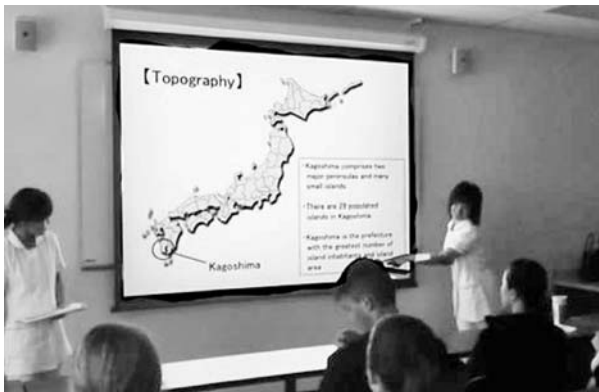 【Topography】
・Kagoshima comprises two
major peninsulas and many
small islands.
・There are 28 populated
islands in Kagoshima.
・Kagoshima is the prefecture
with the greatest number of
island inhabitants and island
area
Kagoshima